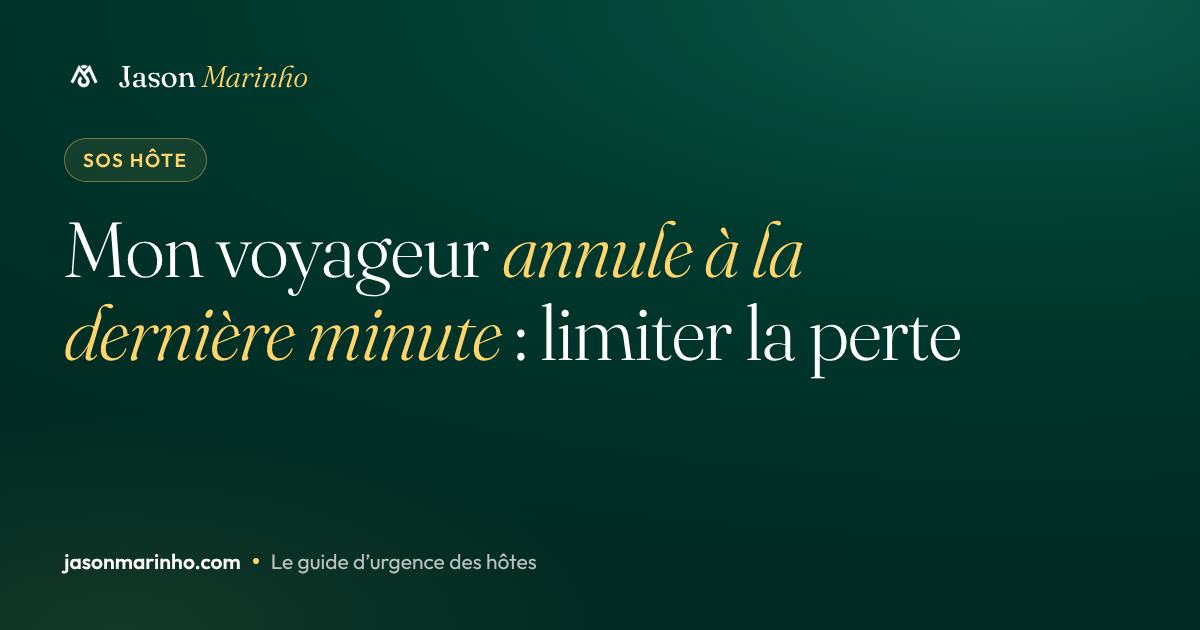 Jason Marinho
SOS HÔTE
Mon voyageur annule à la
dernière minute : limiter la perte
jasonmarinho.com • Le guide d’urgence des hôtes